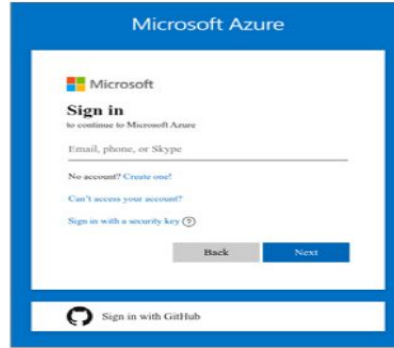 Microsoft Azure
Microsoft
Sign in
to continue to Microsoft Azure
Email, phone, or Skype
No account? Create one!
Can't access your account?
Sign in with a security key ?
Back Next
Sign in with GitHub